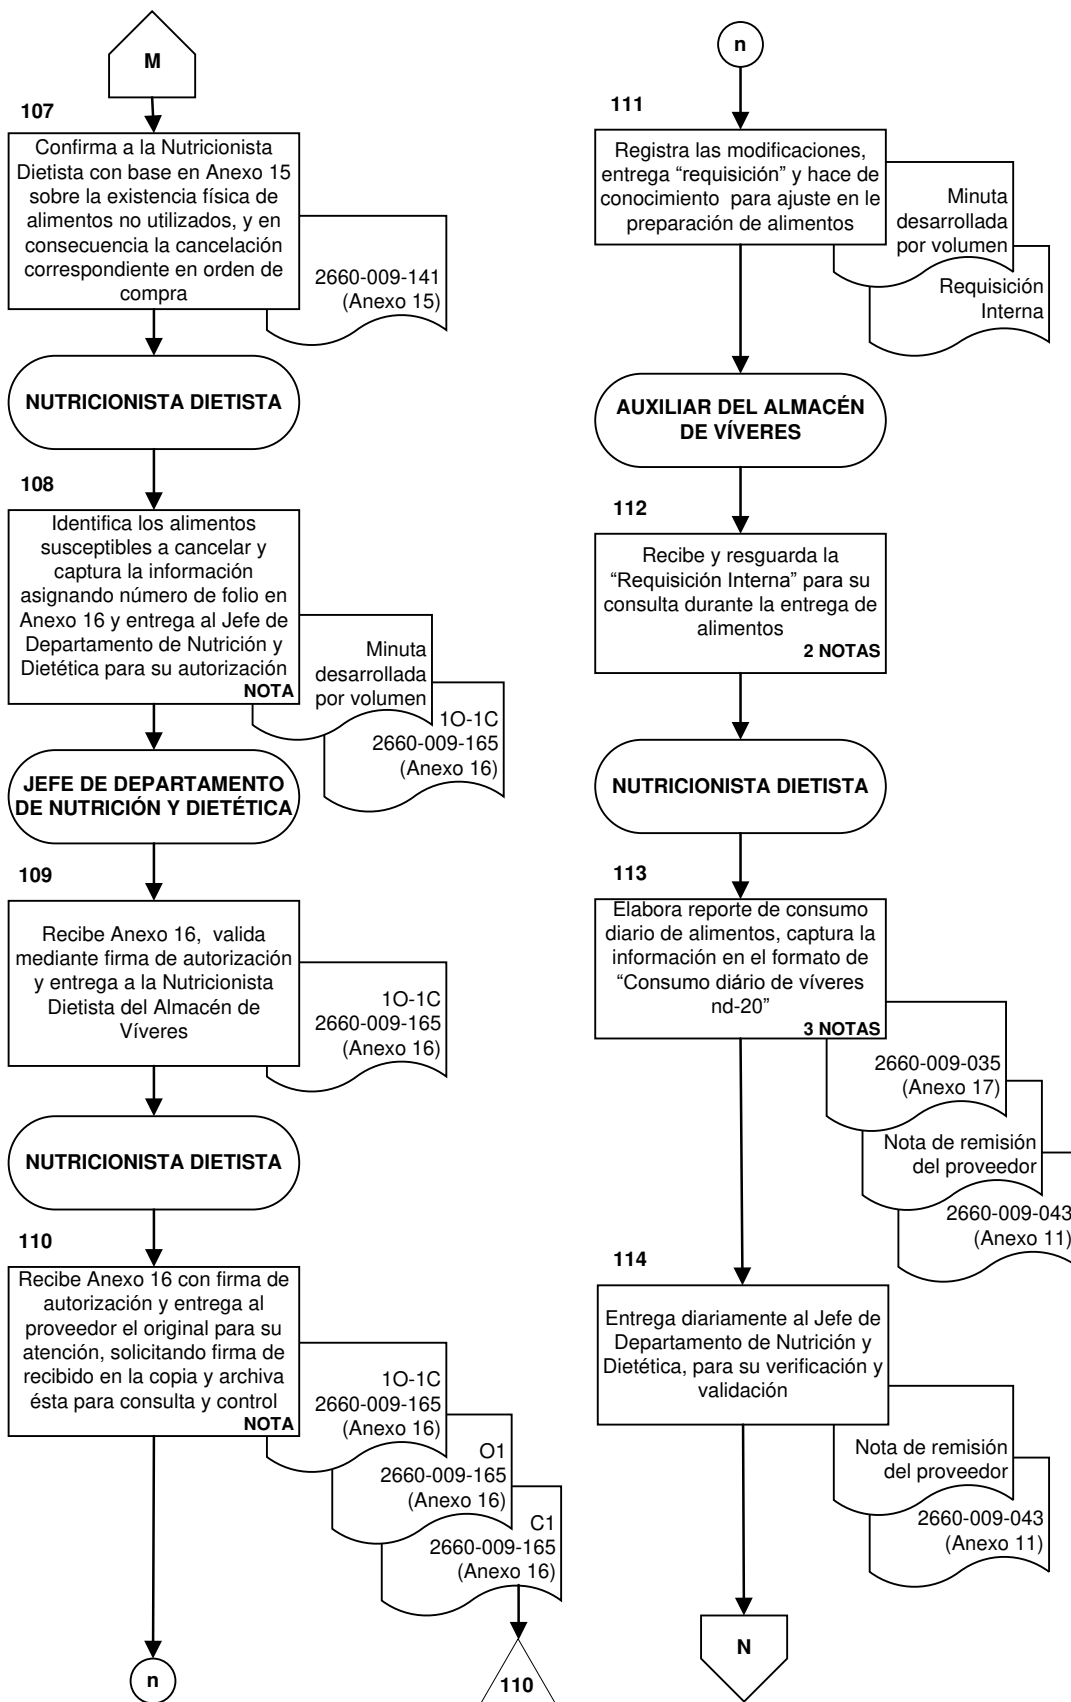 M
107
Confirma a la Nutricionista
Dietista con base en Anexo 15
sobre la existencia física de
alimentos no utilizados, y en
consecuencia la cancelación
correspondiente en orden de
compra
2660-009-141
(Anexo 15)
NUTRICIONISTA DIETISTA
108
Identifica los alimentos
susceptibles a cancelar y
captura la información
asignando número de folio en
Anexo 16 y entrega al Jefe de
Departamento de Nutrición y
Dietética para su autorización
NOTA
Minuta
desarrollada
por volumen
1O-1C
2660-009-165
(Anexo 16)
JEFE DE DEPARTAMENTO
DE NUTRICIÓN Y DIETÉTICA
109
Recibe Anexo 16, valida
mediante firma de autorización
y entrega a la Nutricionista
Dietista del Almacén de
Víveres
1O-1C
2660-009-165
(Anexo 16)
NUTRICIONISTA DIETISTA
110
Recibe Anexo 16 con firma de
autorización y entrega al
proveedor el original para su
atención, solicitando firma de
recibido en la copia y archiva
ésta para consulta y control
NOTA
1O-1C
2660-009-165
(Anexo 16)
O1
2660-009-165
(Anexo 16)
C1
2660-009-165
(Anexo 16)
110
n
n
111
Registra las modificaciones,
entrega “requisición” y hace de
conocimiento para ajuste en le
preparación de alimentos
Minuta
desarrollada
por volumen
Requisición
Interna
AUXILIAR DEL ALMACÉN
DE VÍVERES
112
Recibe y resguarda la
“Requisición Interna” para su
consulta durante la entrega de
alimentos
2 NOTAS
NUTRICIONISTA DIETISTA
113
Elabora reporte de consumo
diario de alimentos, captura la
información en el formato de
“Consumo diário de víveres
nd-20”
3 NOTAS
2660-009-035
(Anexo 17)
Nota de remisión
del proveedor
2660-009-043
(Anexo 11)
114
Entrega diariamente al Jefe de
Departamento de Nutrición y
Dietética, para su verificación y
validación
Nota de remisión
del proveedor
2660-009-043
(Anexo 11)
N